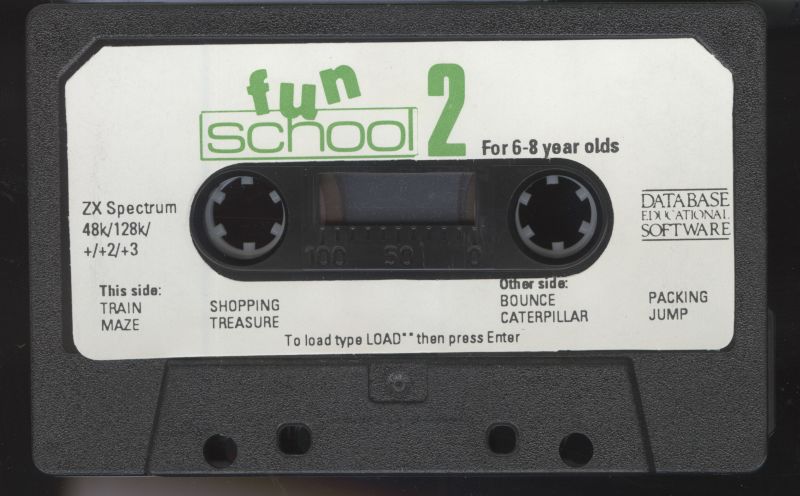 fun
school 2
For 6-8 year olds
ZX Spectrum
48k/128k/
+/+2/+3
DATABASE
EDUCATIONAL
SOFTWARE
100 50 0
This side:
TRAIN
MAZE
SHOPPING
TREASURE
Other side:
BOUNCE
CATERPILLAR
PACKING
JUMP
To load type LOAD"" then press Enter